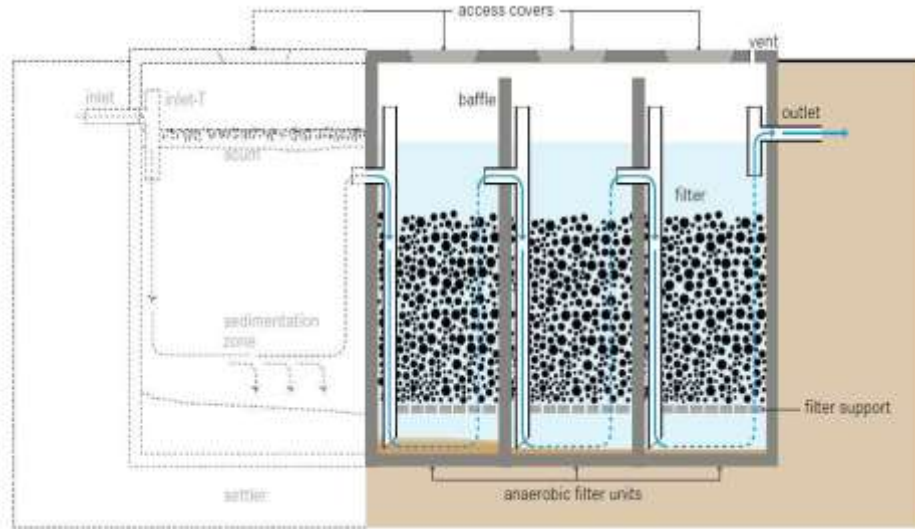 access covers
vent
inlet
inlet-T
baffle
outlet
scum
filter
sedimentation
zone
filter support
settler
anaerobic filter units